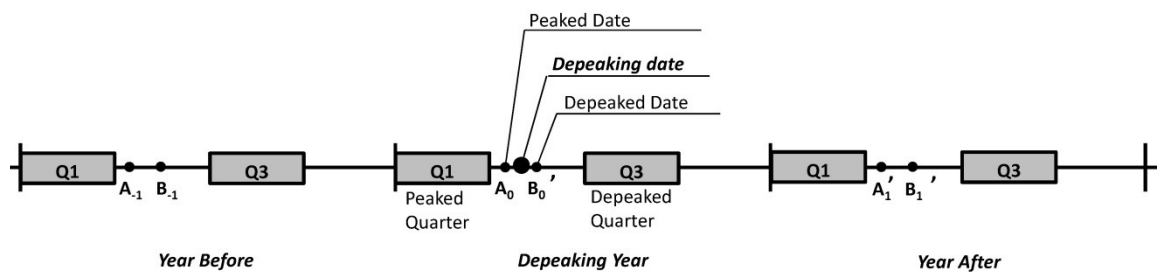 Peaked Date
Depeaking date
Depeaked Date
Q1 Q3 Q1 Q3 Q1 Q3
A-1 B-1 A0 B0 ’ A1’ B1 ’
Peaked Quarter
Depeaked Quarter
Year Before Depeaking Year Year After